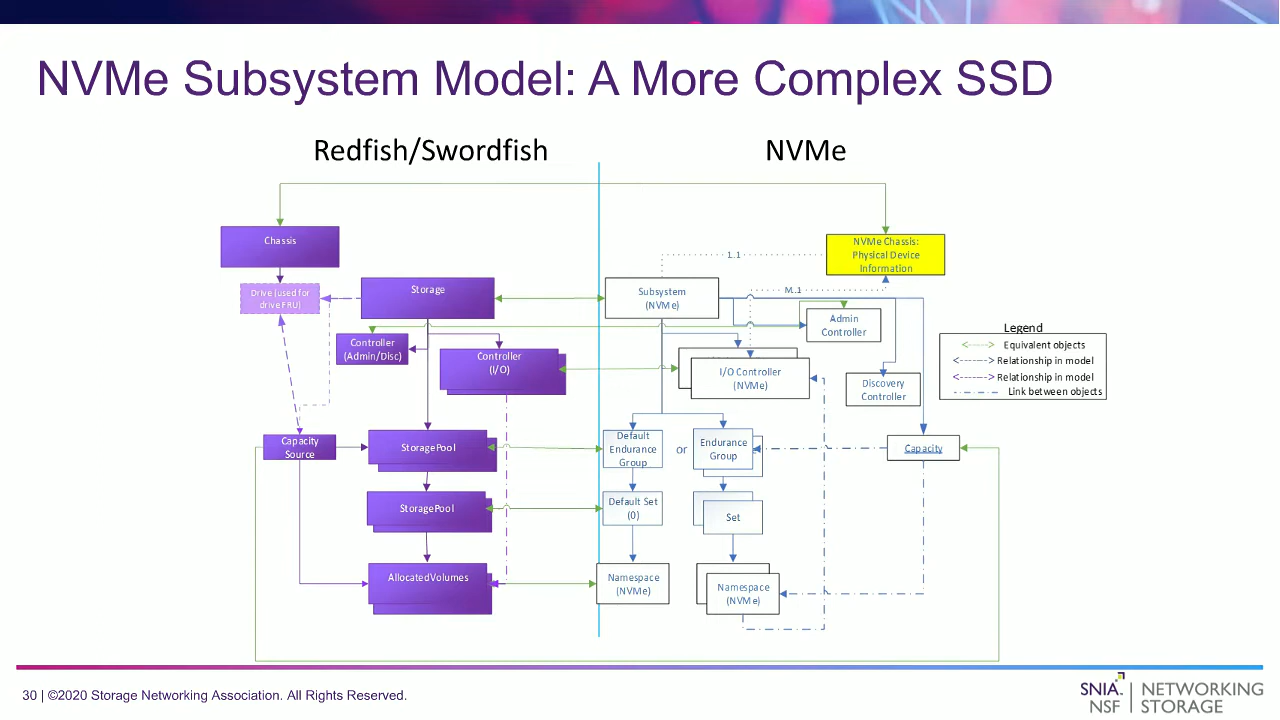 NVMe Subsystem Model: A More Complex SSD
Redfish/Swordfish
NVMe
Chassis
NVMe Chassis:
Physical Device
Information
1..1
Drive (used for
drive FRU)
Storage
Subsystem
(NVMe)
M..1
Admin
Controller
Controller
(Admin/Disc)
Controller
(I/O)
I/O Controller
(NVMe)
Discovery
Controller
Legend
Equivalent objects
Relationship in model
Relationship in model
Link between objects
Capacity
Source
StoragePool
Default
Endurance
Group
or
Endurance
Group
Capacity
StoragePool
Default Set
(0)
Set
AllocatedVolumes
Namespace
(NVMe)
Namespace
(NVMe)
30 | ©2020 Storage Networking Association. All Rights Reserved.
SNIA. | NETWORKING
NSF | STORAGE